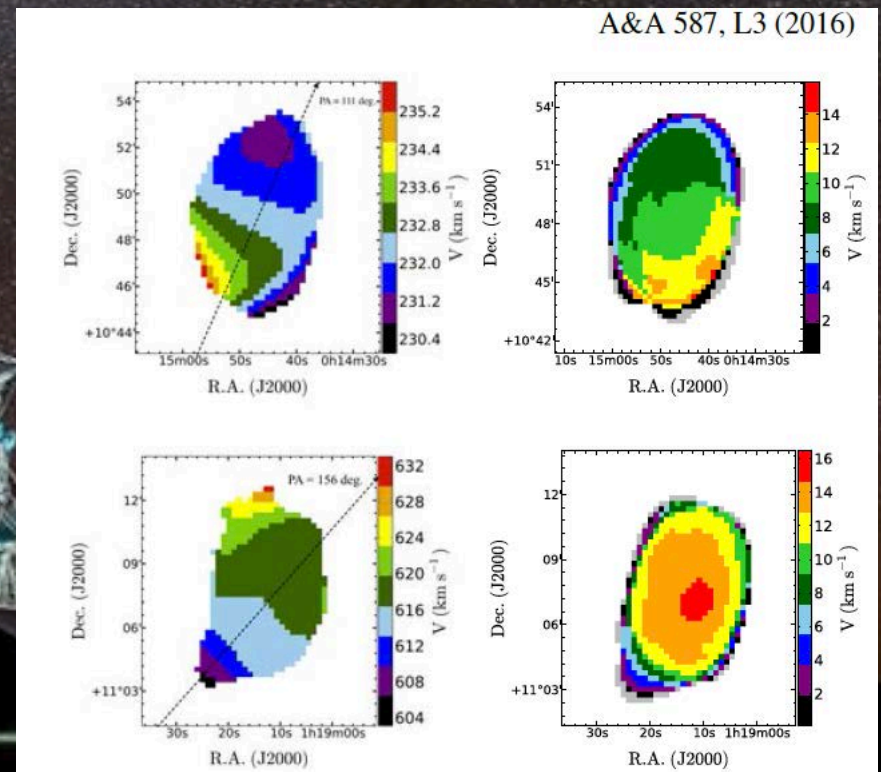 A&A 587, L3 (2016)
PA = 111 deg.
54'
52'
50'
48'
46'
+10°44'
Dec. (J2000)
15m00s 50s 40s 0h14m30s
R.A. (J2000)
235.2
234.4
233.6
232.8
232.0
231.2
230.4
V (km s⁻¹)
54'
51'
48'
45'
+10°42'
Dec. (J2000)
10s 15m00s 50s 40s 0h14m30s
R.A. (J2000)
14
12
10
8
6
4
2
V (km s⁻¹)
PA = 156 deg.
12'
09'
06'
+11°03'
Dec. (J2000)
30s 20s 10s 1h19m00s
R.A. (J2000)
632
628
624
620
616
612
608
604
V (km s⁻¹)
12'
09'
06'
+11°03'
Dec. (J2000)
30s 20s 10s 1h19m00s
R.A. (J2000)
16
14
12
10
8
6
4
2
V (km s⁻¹)